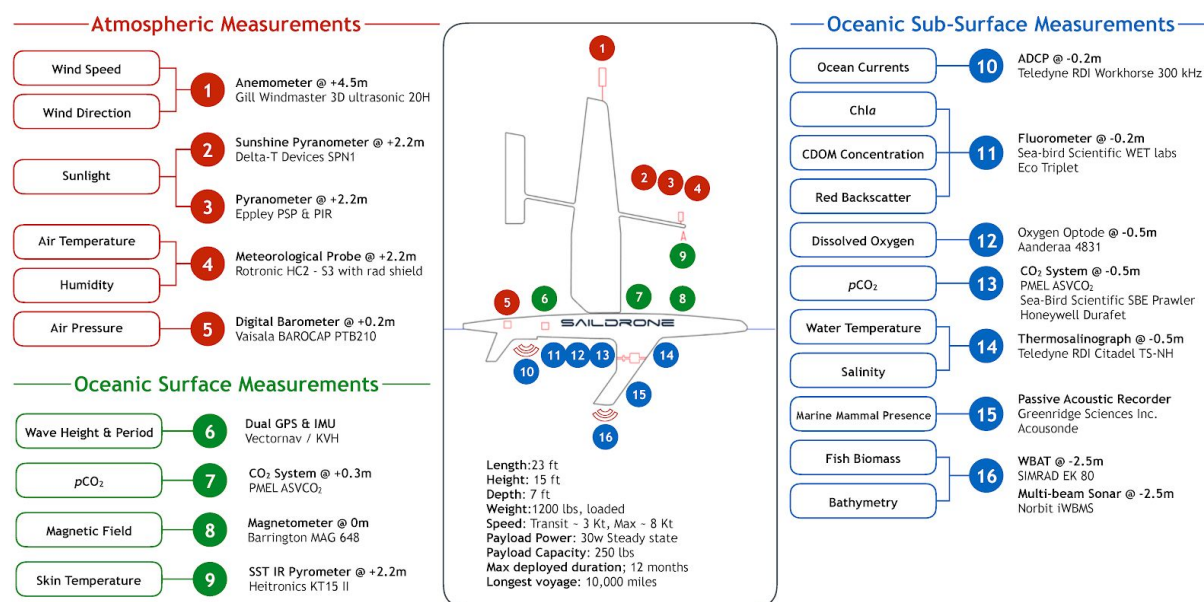 Atmospheric Measurements
Wind Speed
Wind Direction
1
Anemometer @ +4.5m
Gill Windmaster 3D ultrasonic 20H
Sunlight
2
Sunshine Pyranometer @ +2.2m
Delta-T Devices SPN1
3
Pyranometer @ +2.2m
Eppley PSP & PIR
Air Temperature
Humidity
4
Meteorological Probe @ +2.2m
Rotronic HC2 - S3 with rad shield
Air Pressure
5
Digital Barometer @ +0.2m
Vaisala BAROCAP PTB210
Oceanic Surface Measurements
Wave Height & Period
6
Dual GPS & IMU
Vectornav / KVH
pCO₂
7
CO₂ System @ +0.3m
PMEL ASVCO₂
Magnetic Field
8
Magnetometer @ 0m
Barrington MAG 648
Skin Temperature
9
SST IR Pyrometer @ +2.2m
Heitronics KT15 II
1
2 3 4
9
5 6 7 8
SAILDRONE
10 11 12 13 14
15
16
Length:23 ft
Height: 15 ft
Depth: 7 ft
Weight:1200 lbs, loaded
Speed: Transit ~ 3 Kt, Max ~ 8 Kt
Payload Power: 30w Steady state
Payload Capacity: 250 lbs
Max deployed duration; 12 months
Longest voyage: 10,000 miles
Oceanic Sub-Surface Measurements
Ocean Currents
10
ADCP @ -0.2m
Teledyne RDI Workhorse 300 kHz
Chla
CDOM Concentration
Red Backscatter
11
Fluorometer @ -0.2m
Sea-bird Scientific WET labs
Eco Triplet
Dissolved Oxygen
12
Oxygen Optode @ -0.5m
Aanderaa 4831
pCO₂
13
CO₂ System @ -0.5m
PMEL ASVCO₂
Sea-Bird Scientific SBE Prawler
Honeywell Durafet
Water Temperature
Salinity
14
Thermosalinograph @ -0.5m
Teledyne RDI Citadel TS-NH
Marine Mammal Presence
15
Passive Acoustic Recorder
Greenridge Sciences Inc.
Acousonde
Fish Biomass
Bathymetry
16
WBAT @ -2.5m
SIMRAD EK 80
Multi-beam Sonar @ -2.5m
Norbit iWBMS